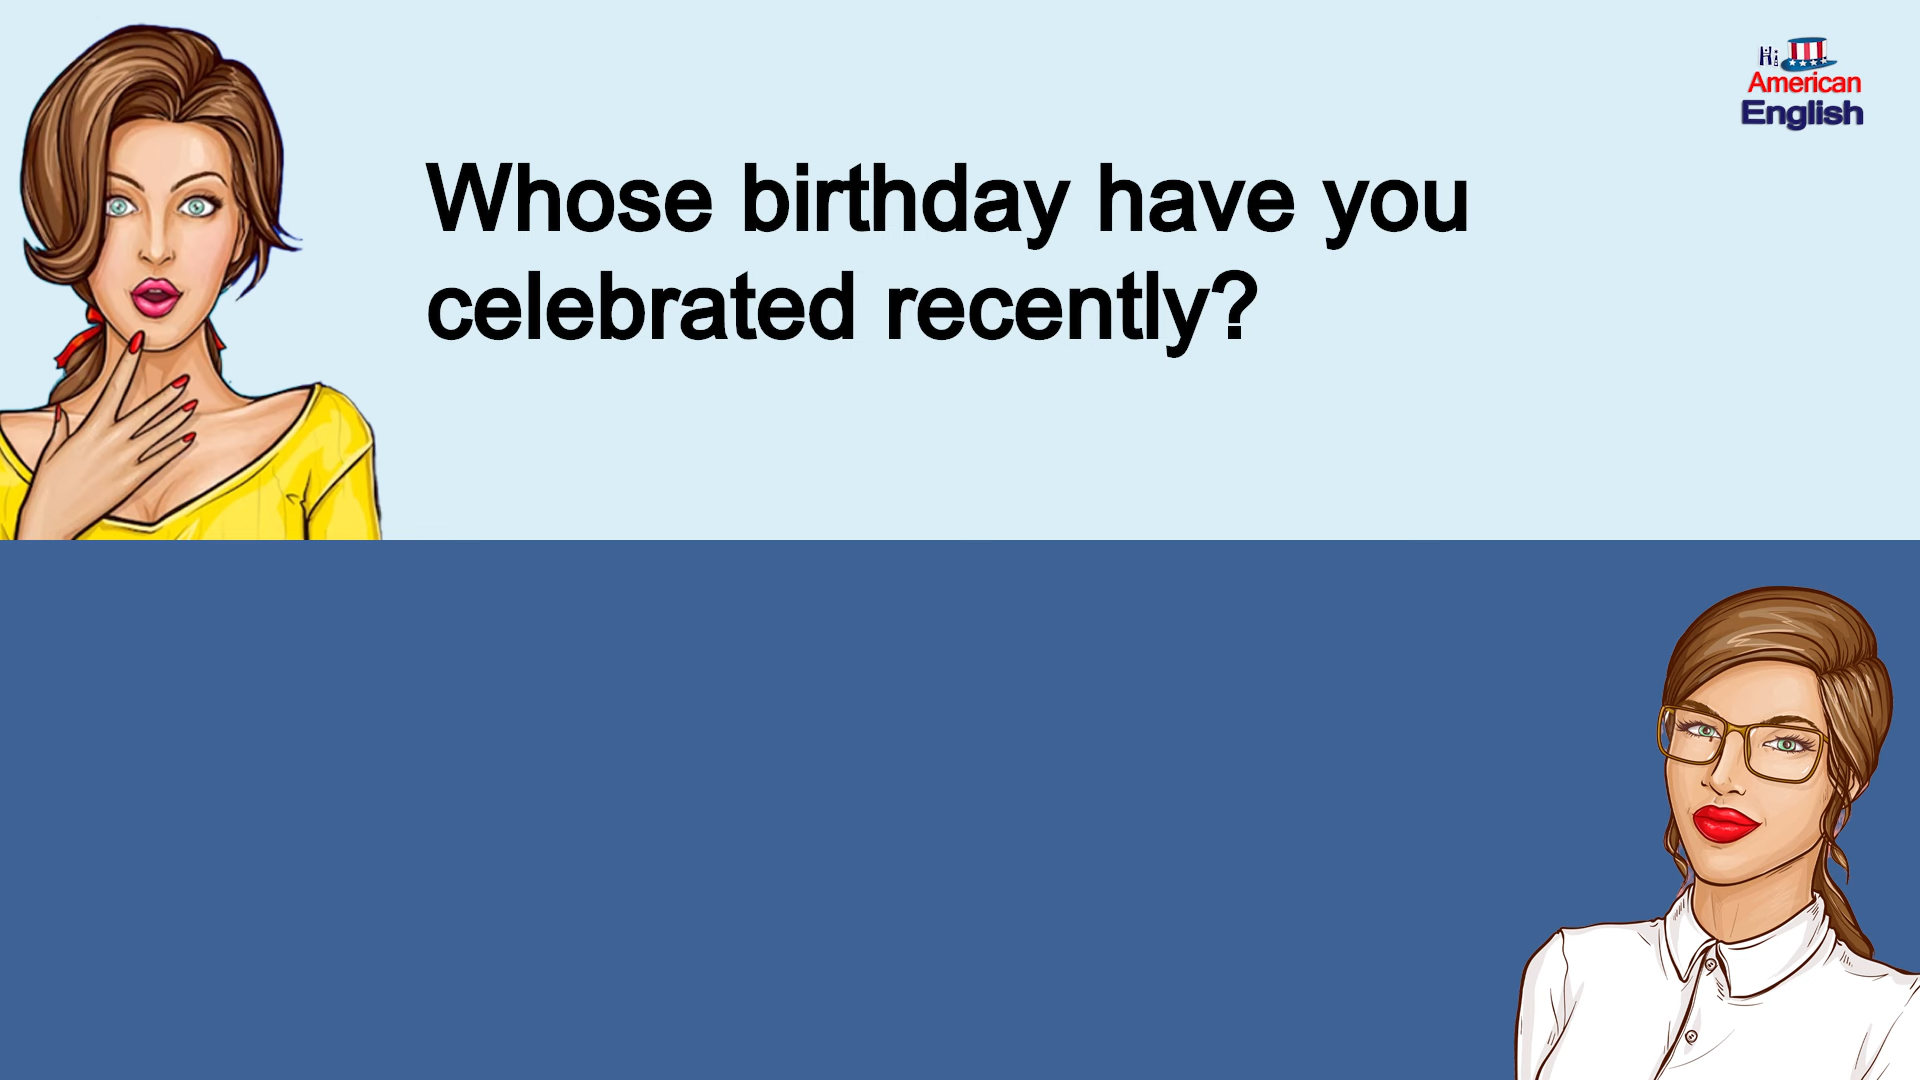 Hi
American
English
Whose birthday have you
celebrated recently?